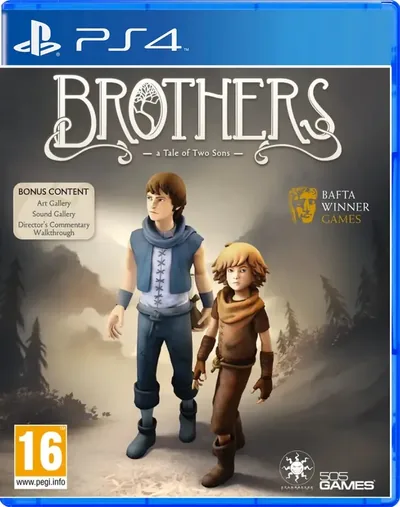 PS4
BROTHERS
a Tale of Two Sons
BONUS CONTENT
Art Gallery
Sound Gallery
Director's Commentary
Walkthrough
BAFTA
WINNER
GAMES
16
www.pegi.info
505
GAMES